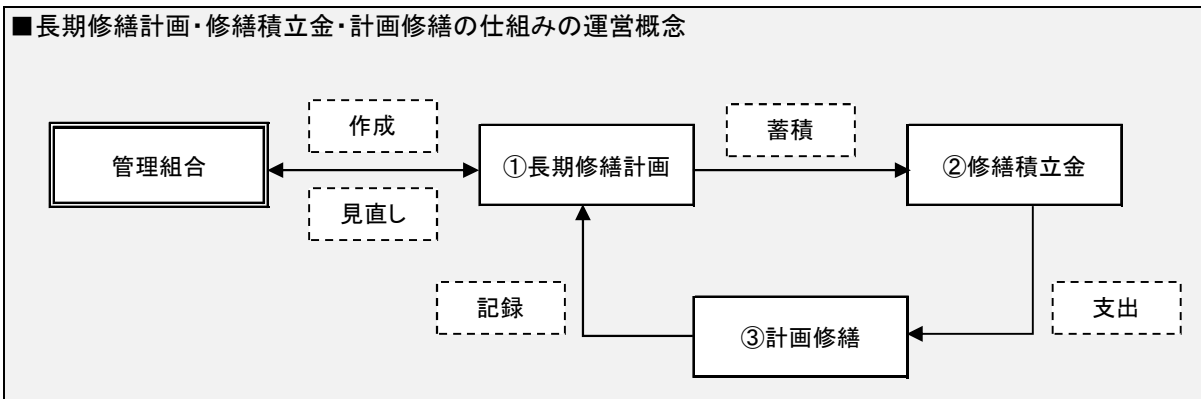 ■長期修繕計画・修繕積立金・計画修繕の仕組みの運営概念
作成
蓄積
管理組合
①長期修繕計画
②修繕積立金
見直し
記録
支出
③計画修繕